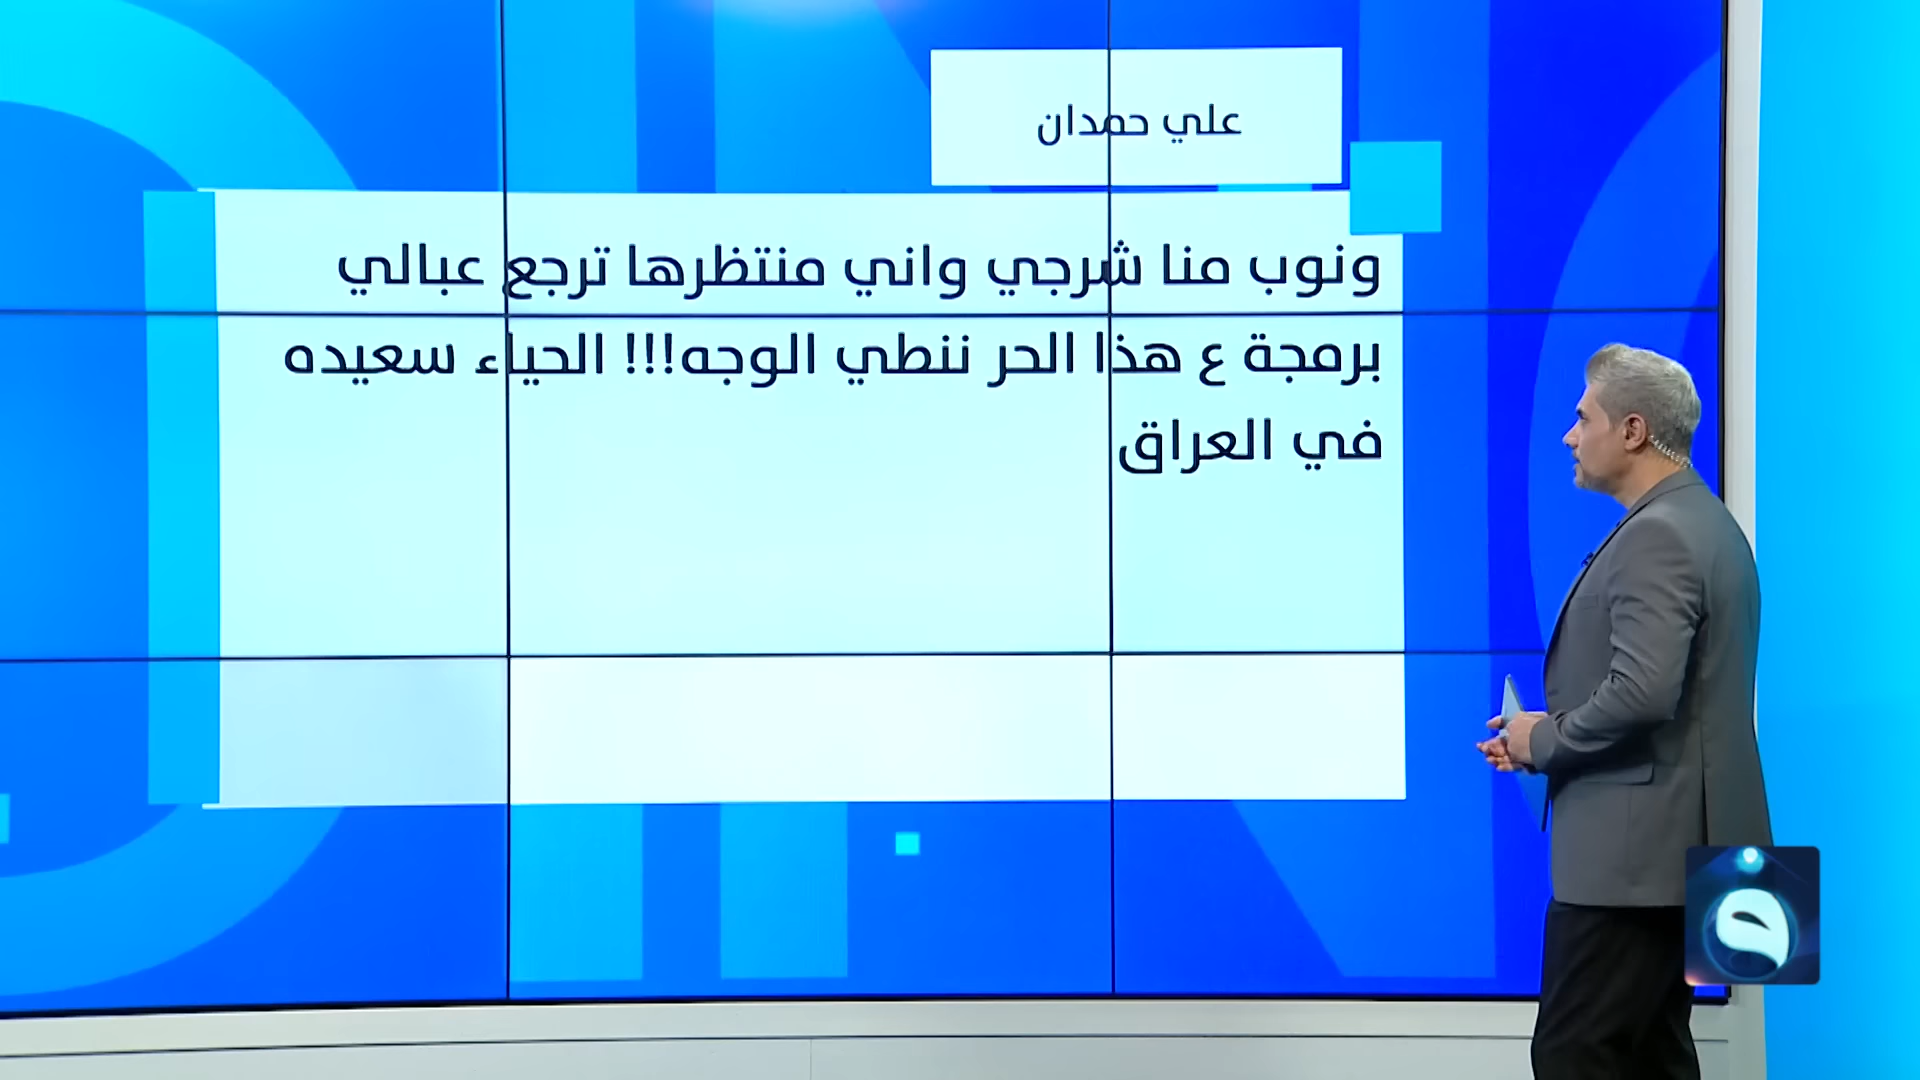 علي حمدان
ونوب منا شرجي واني منتظرها ترجع عبالي
برمجة ع هذا الحر ننطي الوجه!!! الحياء سعيده
في العراق